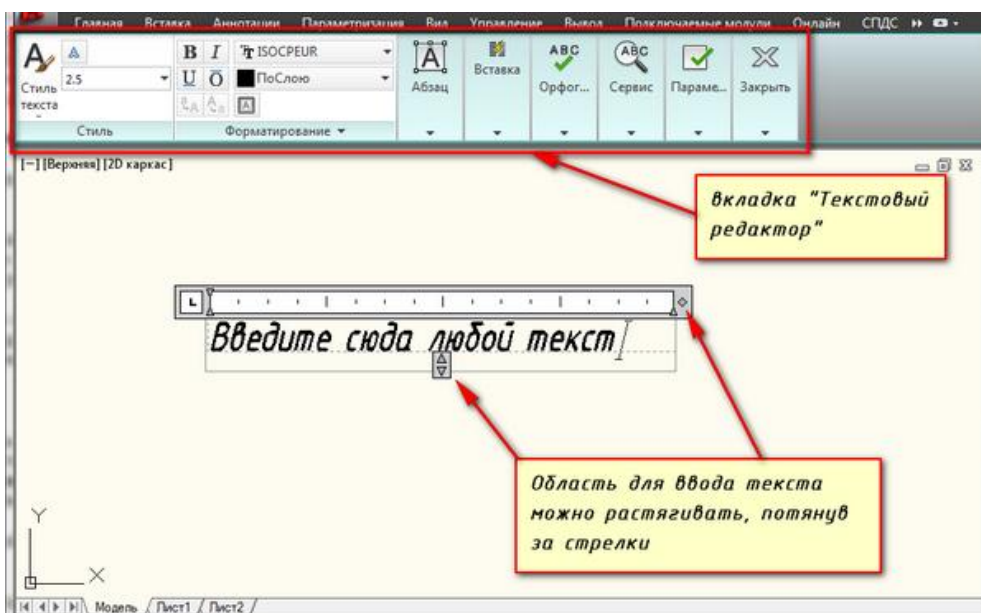 Главная Вставка Аннотации Параметризация Вид Управление Вывод Подключаемые модули Онлайн СПДС
B I ISOCPEUR
2.5 U O ПоСлою
Стиль текста
Абзац Вставка Орфог... Сервис Параме... Закрыть
Стиль Форматирование
[−][Верхняя][2D каркас]
вкладка "Текстовый
редактор"
Введите сюда любой текст
Область для ввода текста
можно растягивать, потянув
за стрелки
Y
X
Модель Лист1 Лист2